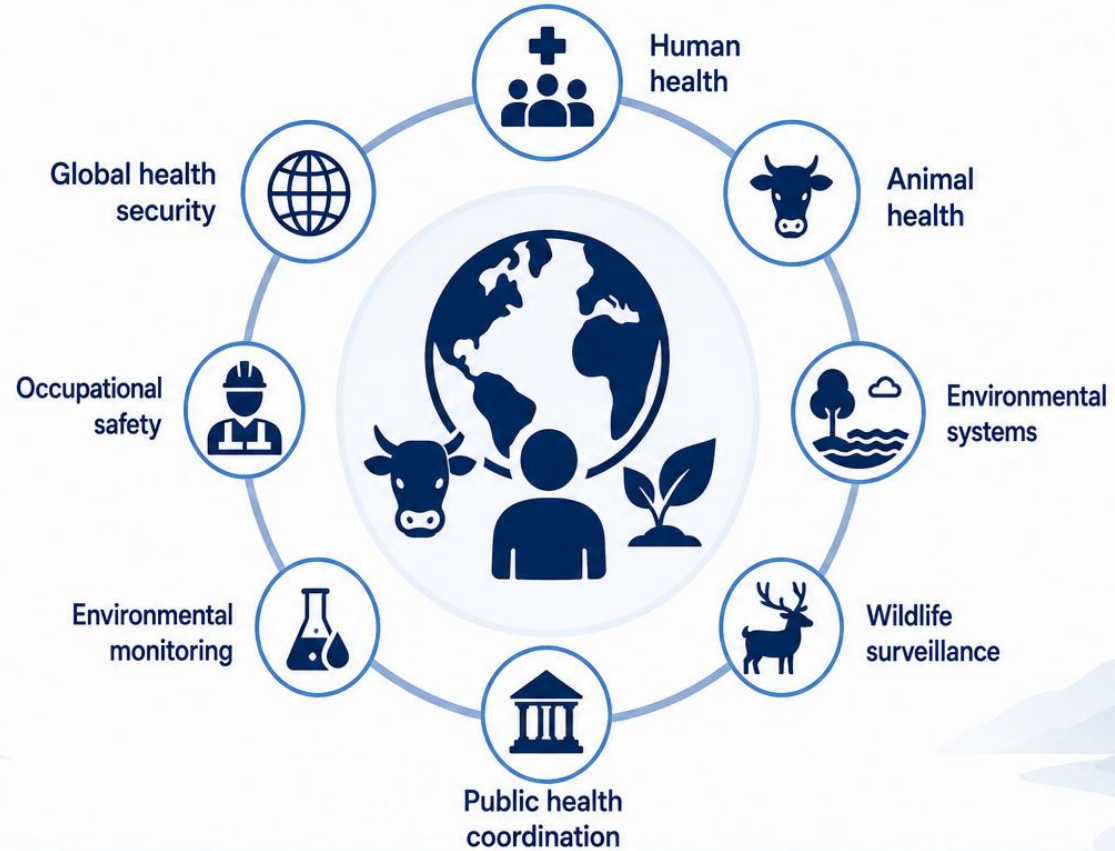 Human
health
Global health
security
Animal
health
Occupational
safety
Environmental
systems
Environmental
monitoring
Wildlife
surveillance
Public health
coordination